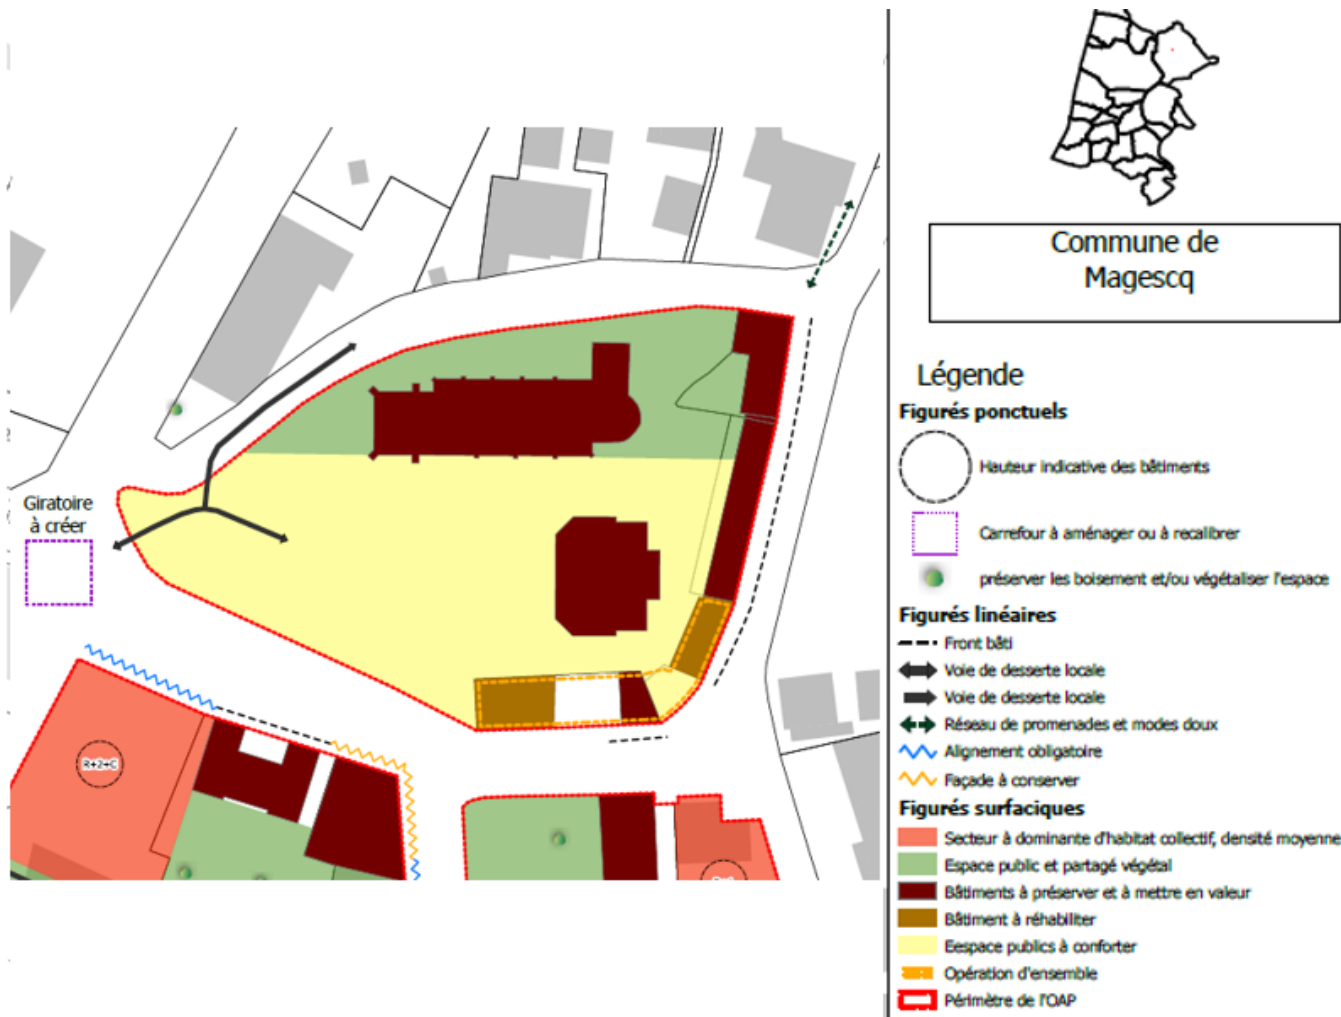 Giratoire
à créer
R+2+C
Commune de
Magescq
Légende
Figurés ponctuels
Hauteur indicative des bâtiments
Carrefour à aménager ou à recalibrer
préserver les boisement et/ou végétaliser l'espace
Figurés linéaires
Front bâti
Voie de desserte locale
Voie de desserte locale
Réseau de promenades et modes doux
Alignement obligatoire
Façade à conserver
Figurés surfaciques
Secteur à dominante d'habitat collectif, densité moyenne
Espace public et partagé végétal
Bâtiments à préserver et à mettre en valeur
Bâtiment à réhabiliter
Eespace publics à conforter
Opération d'ensemble
Périmètre de l'OAP